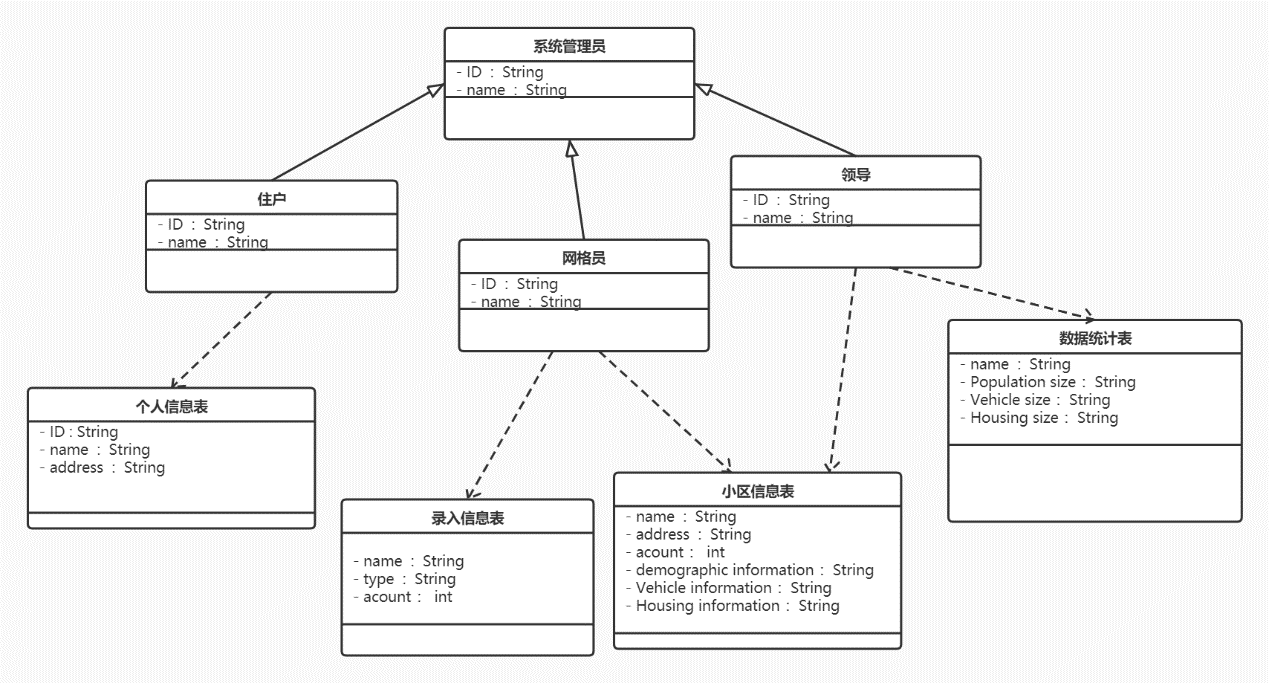 系统管理员
- ID : String
- name : String
领导
- ID : String
- name : String
住户
- ID : String
- name : String
网格员
- ID : String
- name : String
数据统计表
- name : String
- Population size : String
- Vehicle size : String
- Housing size : String
个人信息表
- ID : String
- name : String
- address : String
小区信息表
- name : String
- address : String
- acount : int
- demographic information : String
- Vehicle information : String
- Housing information : String
录入信息表
- name : String
- type : String
- acount : int